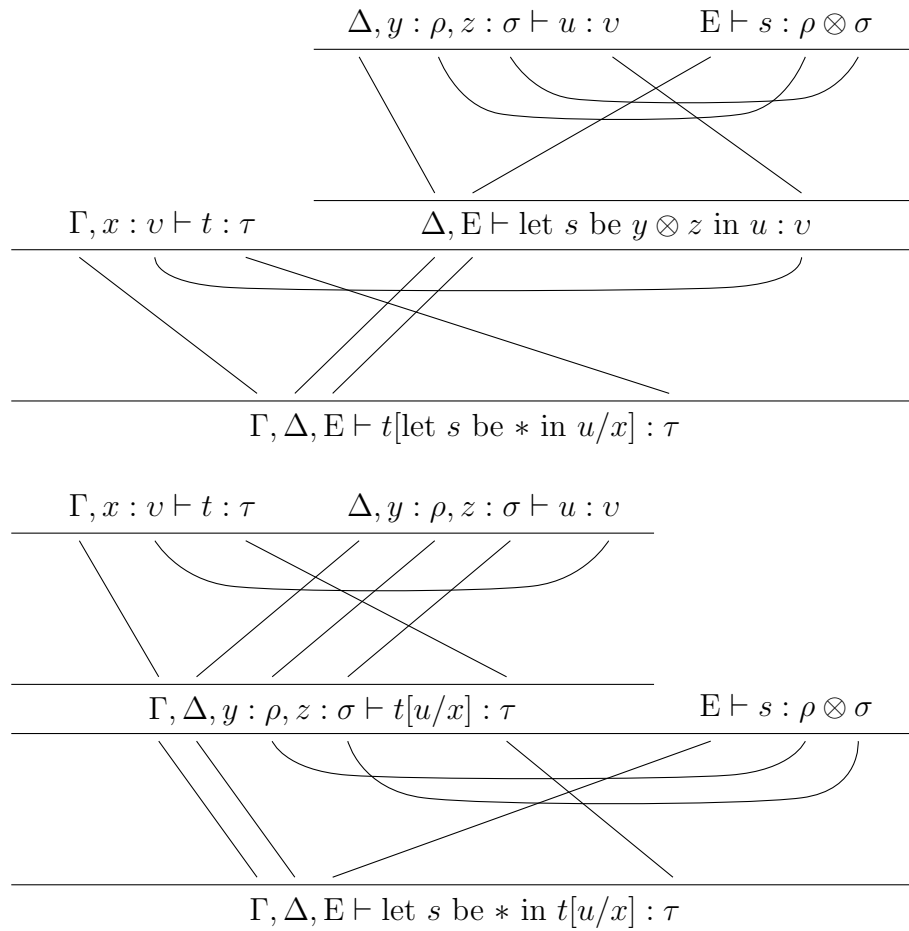 Δ, y : ρ, z : σ ⊢ u : υ E ⊢ s : ρ ⊗ σ
Γ, x : υ ⊢ t : τ Δ, E ⊢ let s be y ⊗ z in u : υ
Γ, Δ, E ⊢ t[let s be ∗ in u/x] : τ
Γ, x : υ ⊢ t : τ Δ, y : ρ, z : σ ⊢ u : υ
Γ, Δ, y : ρ, z : σ ⊢ t[u/x] : τ E ⊢ s : ρ ⊗ σ
Γ, Δ, E ⊢ let s be ∗ in t[u/x] : τ